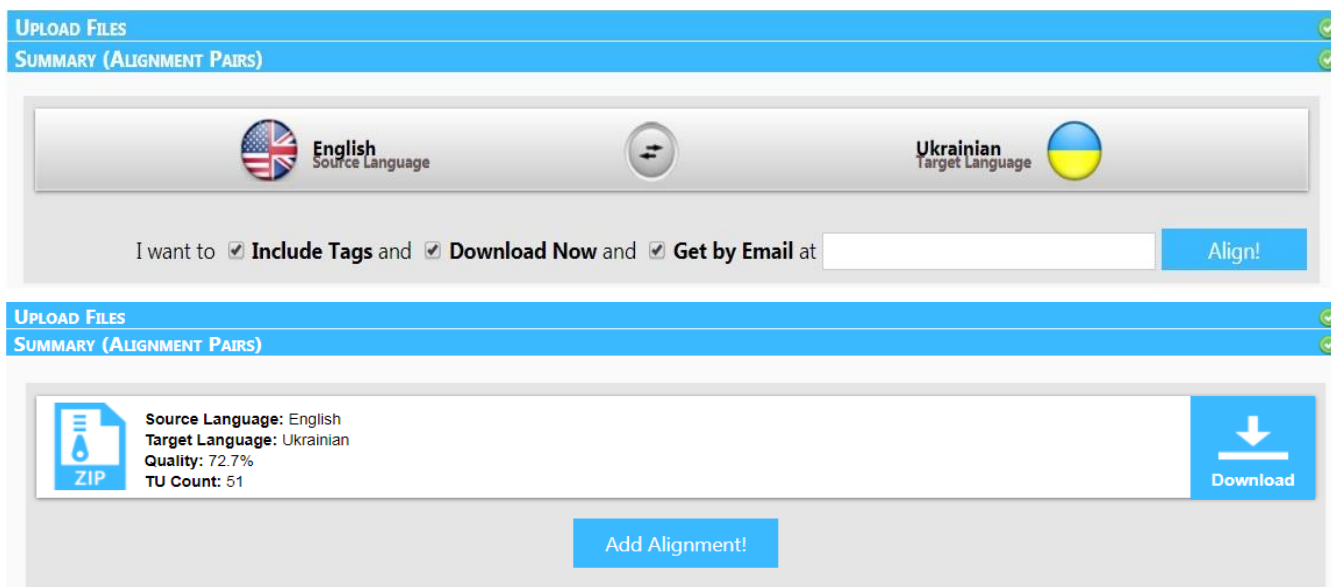 UPLOAD FILES
SUMMARY (ALIGNMENT PAIRS)
English
Source Language
Ukrainian
Target Language
I want to Include Tags and Download Now and Get by Email at Align!
UPLOAD FILES
SUMMARY (ALIGNMENT PAIRS)
ZIP
Source Language: English
Target Language: Ukrainian
Quality: 72.7%
TU Count: 51
Download
Add Alignment!